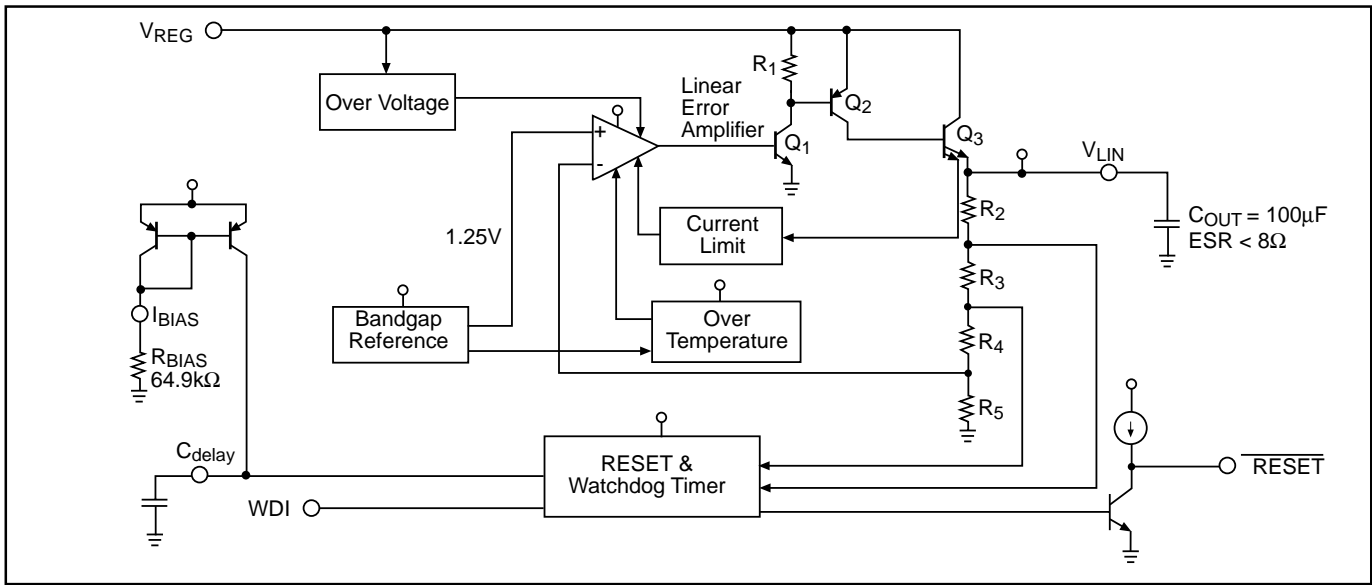 VREG
R1
Over Voltage
Linear
Error
Amplifier
Q2
Q1
Q3
VLIN
+
-
R2
COUT = 100μF
ESR < 8Ω
1.25V
Current
Limit
R3
IBIAS
Bandgap
Reference
Over
Temperature
R4
RBIAS
64.9kΩ
R5
Cdelay
RESET &
Watchdog Timer
RESET
WDI